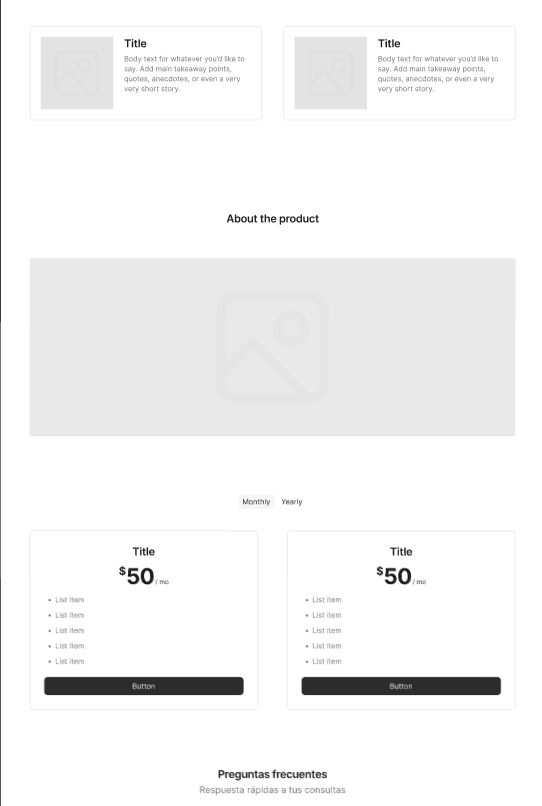 Title
Body text for whatever you'd like to
say. Add main takeaway points,
quotes, anecdotes, or even a very
very short story.
Title
Body text for whatever you'd like to
say. Add main takeaway points,
quotes, anecdotes, or even a very
very short story.
About the product
Monthly Yearly
Title
$50 / mo
• List item
• List item
• List item
• List item
• List item
Button
Title
$50 / mo
• List item
• List item
• List item
• List item
• List item
Button
Preguntas frecuentes
Respuesta rápidas a tus consultas